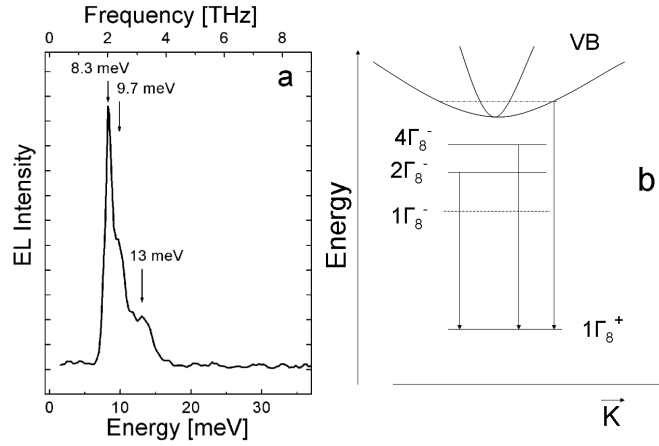 Frequency [THz]
0 2 4 6 8
a
8.3 meV
9.7 meV
13 meV
EL Intensity
0 10 20 30
Energy [meV]
VB
b
4Γ8-
2Γ8-
1Γ8-
1Γ8+
Energy
K